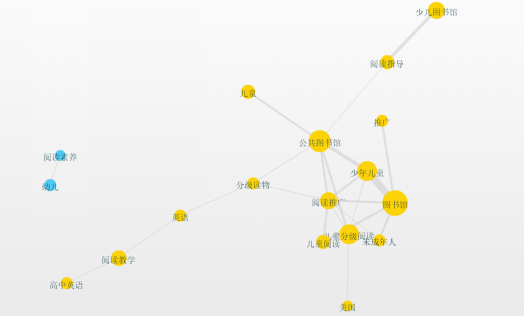 少儿图书馆
阅读指导
儿童
推广
公共图书馆
阅读素养
少年儿童
幼儿
分级读物
阅读推广
图书馆
英语
儿童分级阅读
儿童阅读
未成年人
阅读教学
高中英语
美国